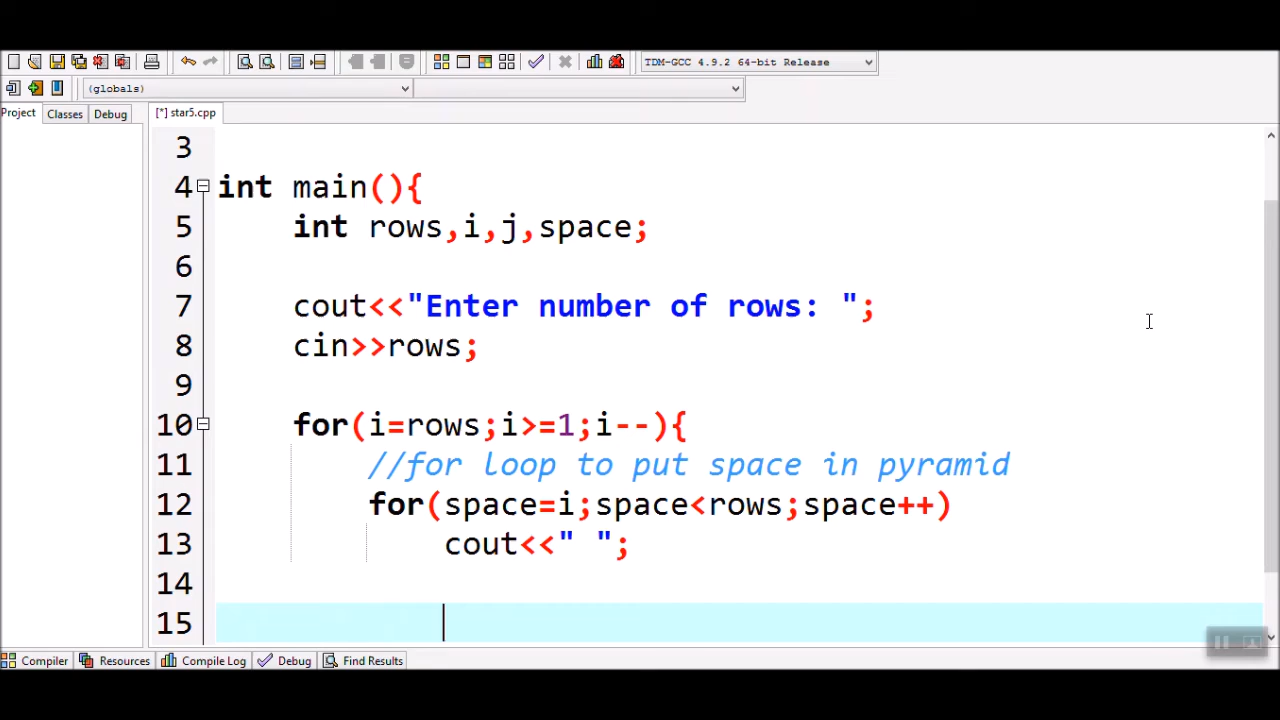 TDM-GCC 4.9.2 64-bit Release
(globals)
Project Classes Debug [*] star5.cpp
3
4 int main(){
5 int rows,i,j,space;
6
7 cout<<"Enter number of rows: ";
8 cin>>rows;
9
10 for(i=rows;i>=1;i--){
11 //for loop to put space in pyramid
12 for(space=i;space<rows;space++)
13 cout<<" ";
14
15
Compiler Resources Compile Log Debug Find Results